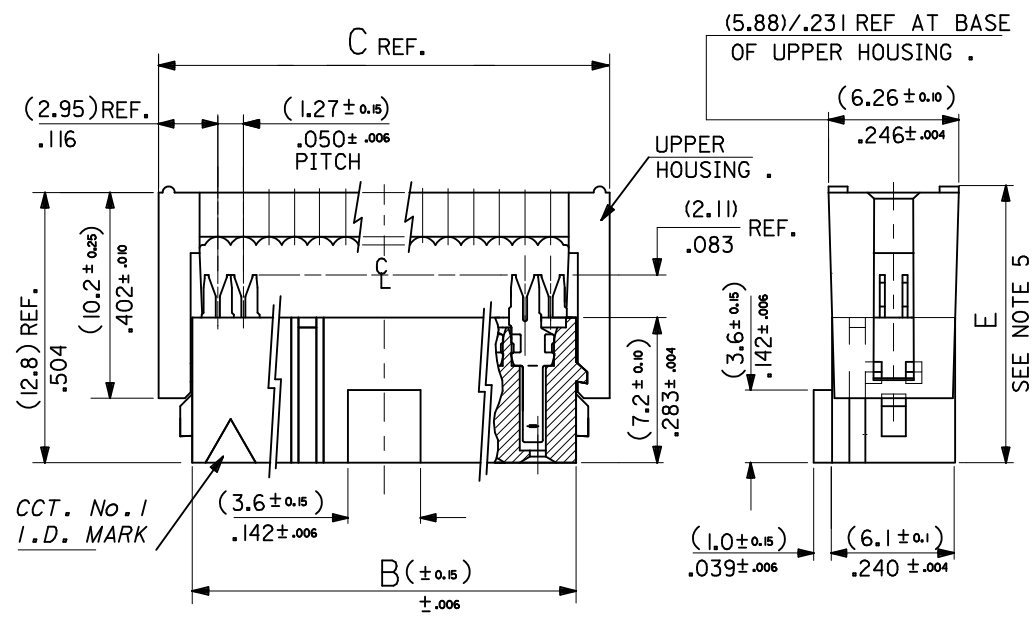 (5.88)/.231 REF AT BASE
OF UPPER HOUSING .
C REF.
(2.95) REF.
.116
(1.27± 0.15)
.050± .006
PITCH
(6.26 ± 0.10)
.246± .004
UPPER
HOUSING .
(2.11)
.083
REF.
CL
(12.8) REF.
.504
(10.2 ± 0.25)
.402± .010
(7.2 ± 0.10)
.283± .004
(3.6± 0.15)
.142± .006
E
SEE NOTE 5
CCT. No.1
I.D. MARK
(3.6 ± 0.15)
.142± .006
B (± 0.15)
± .006
(1.0± 0.15)
.039± .006
(6.1 ± 0.1)
.240 ± .004